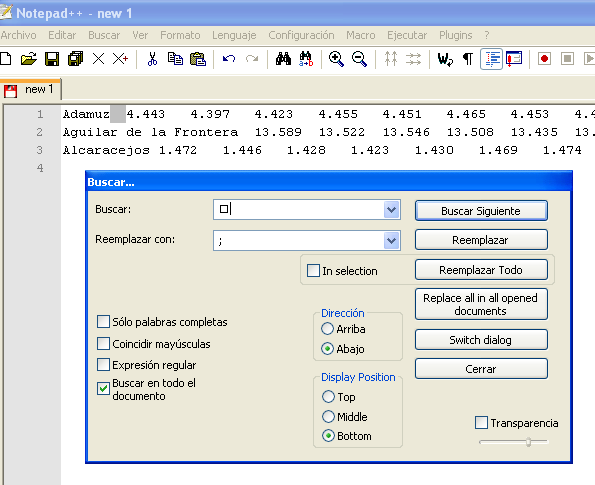 Notepad++ - new 1
Archivo Editar Buscar Ver Formato Lenguaje Configuración Macro Ejecutar Plugins ?
new 1
1 Adamuz 4.443 4.397 4.423 4.455 4.451 4.465 4.453 4.4
2 Aguilar de la Frontera 13.589 13.522 13.546 13.508 13.435 13.
3 Alcaracejos 1.472 1.446 1.428 1.423 1.430 1.469 1.474
4
Buscar...
Buscar:
Buscar Siguiente
Reemplazar con: ;
Reemplazar
In selection
Reemplazar Todo
Replace all in all opened
documents
Sólo palabras completas
Coincidir mayúsculas
Expresión regular
Buscar en todo el
documento
Dirección
Arriba
Abajo
Switch dialog
Cerrar
Display Position
Top
Middle
Bottom
Transparencia